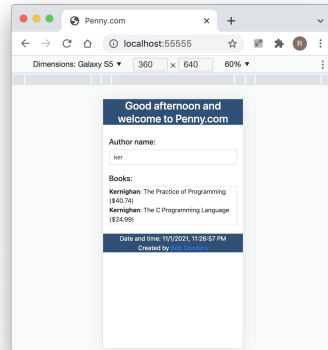 Penny.com
localhost:55555
R
Dimensions: Galaxy S5 ▼ 360 × 640 60% ▼
Good afternoon and
welcome to Penny.com
Author name:
ker
Books:
Kernighan: The Practice of Programming
($40.74)
Kernighan: The C Programming Language
($24.99)
Date and time: 11/1/2021, 11:26:57 PM
Created by Bob Dondero